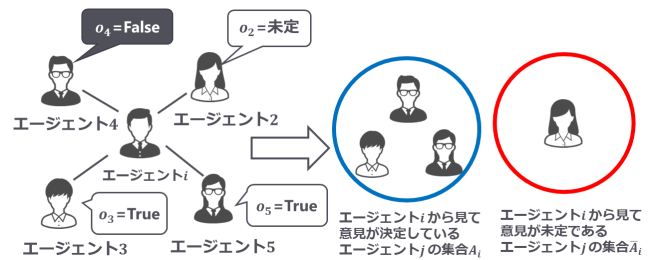 o₄=False
o₂=未定
エージェント4
エージェント2
エージェントi
o₃=True
o₅=True
エージェント3
エージェント5
エージェントiから見て
意見が決定している
エージェントjの集合Aᵢ
エージェントiから見て
意見が未定である
エージェントjの集合A̅ᵢ